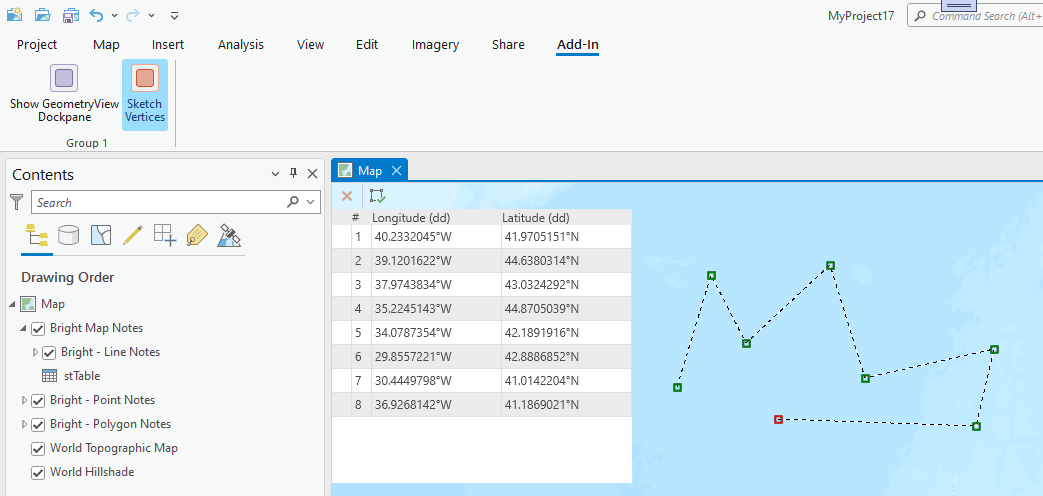 MyProject17
Command Search (Alt+
Project Map Insert Analysis View Edit Imagery Share Add-In
Show GeometryView
Dockpane
Sketch
Vertices
Group 1
Contents
Search
Drawing Order
Map
Bright Map Notes
Bright - Line Notes
stTable
Bright - Point Notes
Bright - Polygon Notes
World Topographic Map
World Hillshade
Map
# Longitude (dd) Latitude (dd)
1 40.2332045°W 41.9705151°N
2 39.1201622°W 44.6380314°N
3 37.9743834°W 43.0324292°N
4 35.2245143°W 44.8705039°N
5 34.0787354°W 42.1891916°N
6 29.8557221°W 42.8886852°N
7 30.4449798°W 41.0142204°N
8 36.9268142°W 41.1869021°N